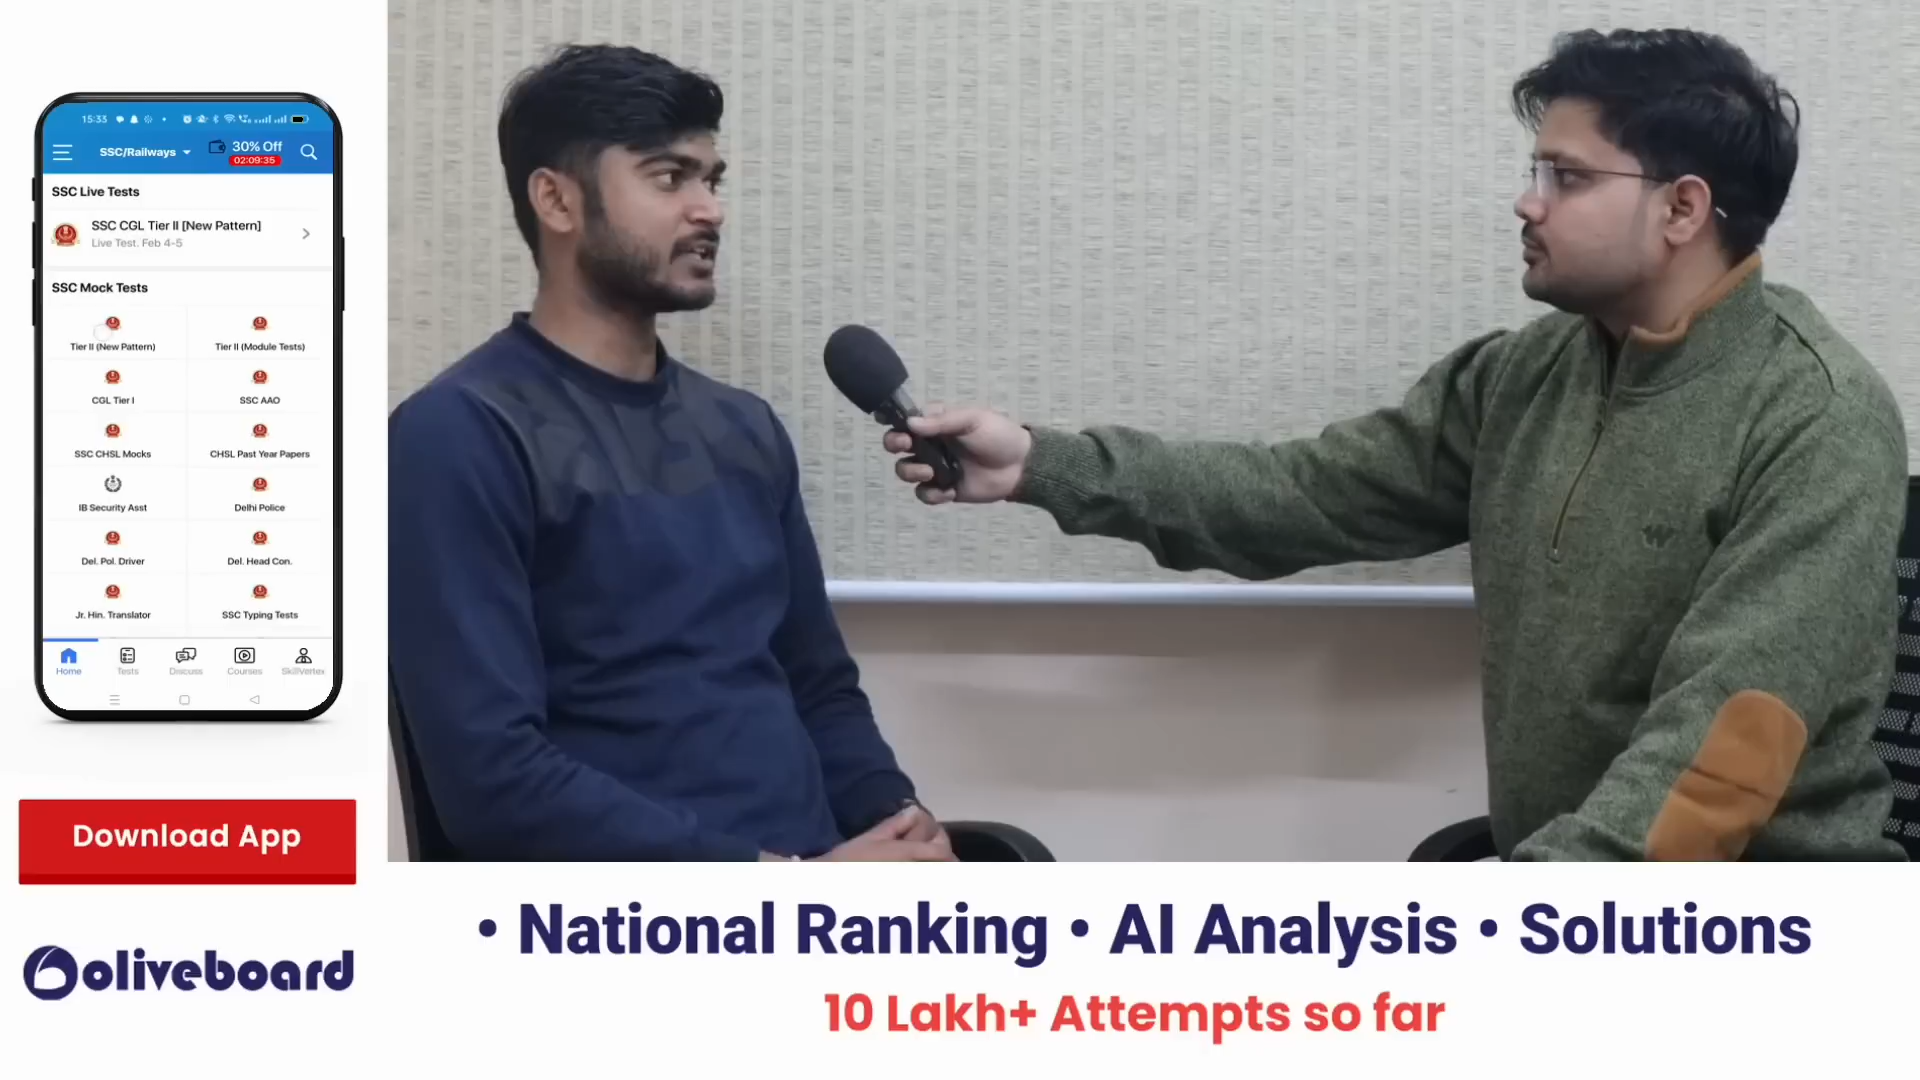 15:33
SSC/Railways
30% Off
02:09:35
SSC Live Tests
SSC CGL Tier II [New Pattern]
Live Test. Feb 4-5
SSC Mock Tests
Tier II (New Pattern)
Tier II (Module Tests)
CGL Tier I
SSC AAO
SSC CHSL Mocks
CHSL Past Year Papers
IB Security Asst
Delhi Police
Del. Pol. Driver
Del. Head Con.
Jr. Hin. Translator
SSC Typing Tests
Home
Tests
Discuss
Courses
SkillVertex
Download App
oliveboard
• National Ranking • AI Analysis • Solutions
10 Lakh+ Attempts so far